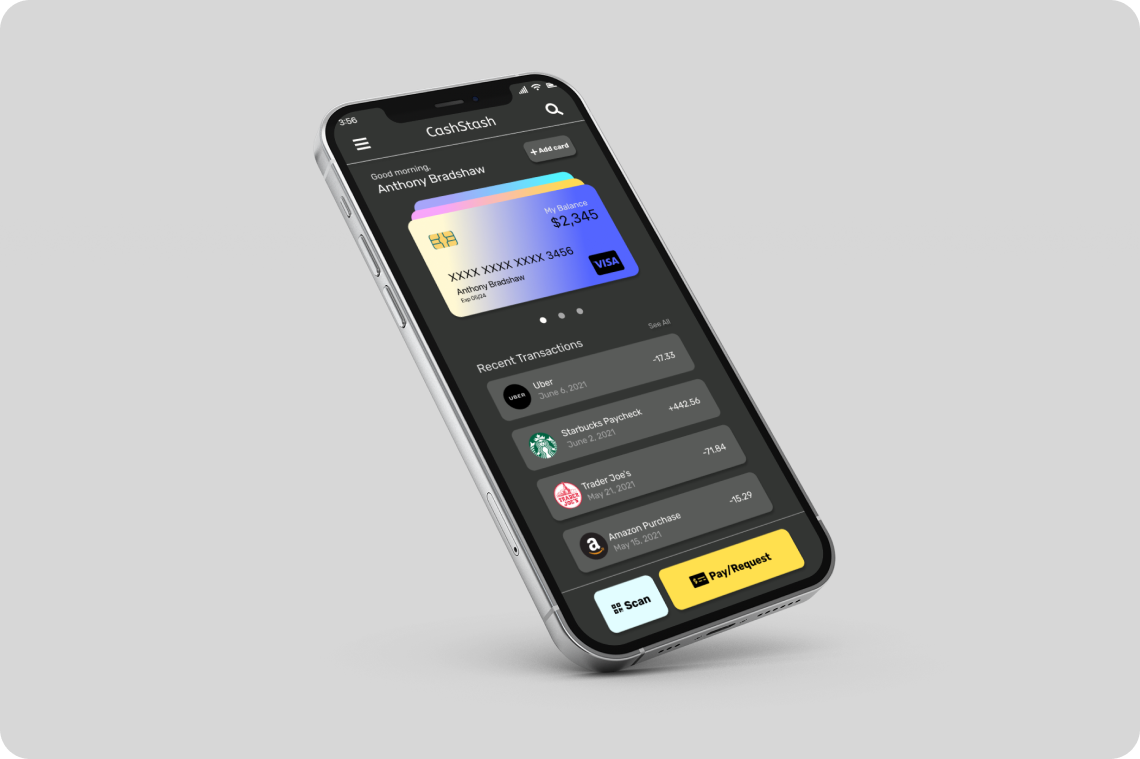 3:56
CashStash
Good morning,
Anthony Bradshaw
+ Add card
My Balance
$2,345
XXXX XXXX XXXX 3456
Anthony Bradshaw
Exp 05/24
VISA
Recent Transactions
See All
UBER
Uber
June 6, 2021
-17.33
Starbucks Paycheck
June 2, 2021
+442.56
TRADER
JOE'S
Trader Joe's
May 21, 2021
-71.84
a
Amazon Purchase
May 15, 2021
-15.29
Scan
Pay/Request